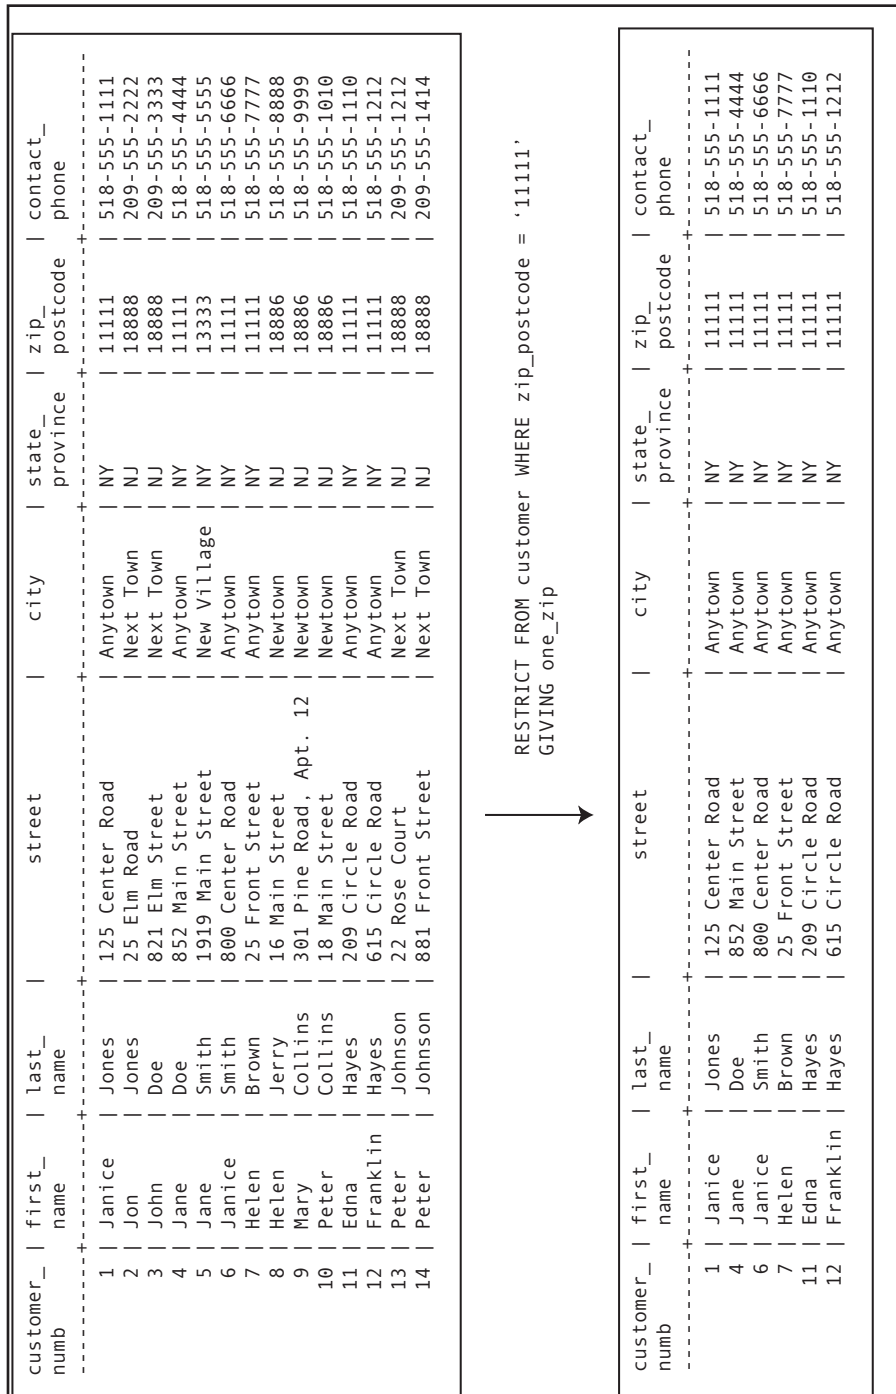 customer_ | first_ | last_ | street | city | state_ | zip_ | contact_
numb | name | name | | | province | postcode | phone
----------+----------+----------+----------------------+-------------+----------+----------+--------------
1 | Janice | Jones | 125 Center Road | Anytown | NY | 11111 | 518-555-1111
2 | Jon | Jones | 25 Elm Road | Next Town | NJ | 18888 | 209-555-2222
3 | John | Doe | 821 Elm Street | Next Town | NJ | 18888 | 209-555-3333
4 | Jane | Doe | 852 Main Street | Anytown | NY | 11111 | 518-555-4444
5 | Jane | Smith | 1919 Main Street | New Village | NY | 13333 | 518-555-5555
6 | Janice | Smith | 800 Center Road | Anytown | NY | 11111 | 518-555-6666
7 | Helen | Brown | 25 Front Street | Anytown | NY | 11111 | 518-555-7777
8 | Helen | Jerry | 16 Main Street | Newtown | NJ | 18886 | 518-555-8888
9 | Mary | Collins | 301 Pine Road, Apt. 12 | Newtown | NJ | 18886 | 518-555-9999
10 | Peter | Collins | 18 Main Street | Newtown | NJ | 18886 | 518-555-1010
11 | Edna | Hayes | 209 Circle Road | Anytown | NY | 11111 | 518-555-1110
12 | Franklin | Hayes | 615 Circle Road | Anytown | NY | 11111 | 518-555-1212
13 | Peter | Johnson | 22 Rose Court | Next Town | NJ | 18888 | 209-555-1212
14 | Peter | Johnson | 881 Front Street | Next Town | NJ | 18888 | 209-555-1414
RESTRICT FROM customer WHERE zip_postcode = ‘11111’
GIVING one_zip
customer_ | first_ | last_ | street | city | state_ | zip_ | contact_
numb | name | name | | | province | postcode | phone
----------+----------+----------+----------------------+-------------+----------+----------+--------------
1 | Janice | Jones | 125 Center Road | Anytown | NY | 11111 | 518-555-1111
4 | Jane | Doe | 852 Main Street | Anytown | NY | 11111 | 518-555-4444
6 | Janice | Smith | 800 Center Road | Anytown | NY | 11111 | 518-555-6666
7 | Helen | Brown | 25 Front Street | Anytown | NY | 11111 | 518-555-7777
11 | Edna | Hayes | 209 Circle Road | Anytown | NY | 11111 | 518-555-1110
12 | Franklin | Hayes | 615 Circle Road | Anytown | NY | 11111 | 518-555-1212